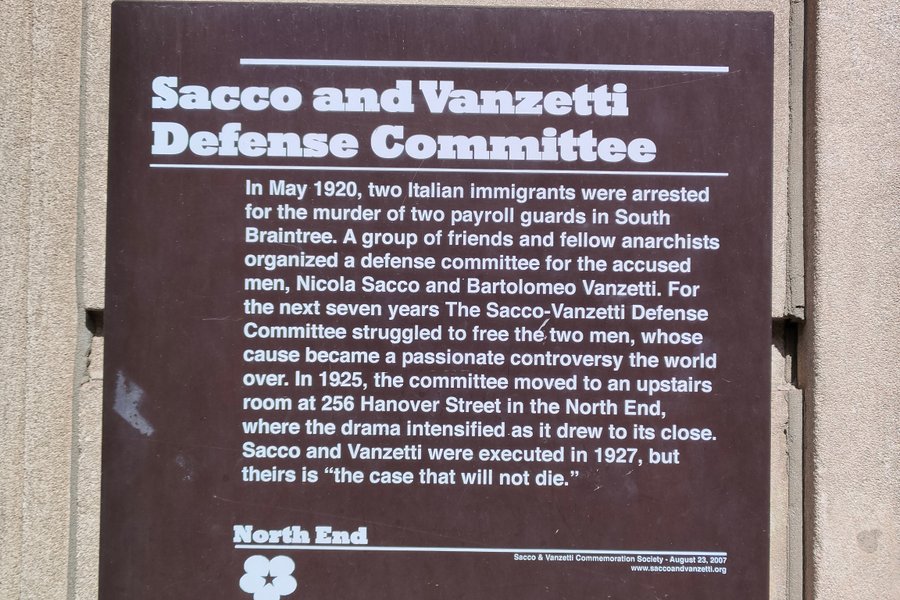 Sacco and Vanzetti
Defense Committee
In May 1920, two Italian immigrants were arrested
for the murder of two payroll guards in South
Braintree. A group of friends and fellow anarchists
organized a defense committee for the accused
men, Nicola Sacco and Bartolomeo Vanzetti. For
the next seven years The Sacco-Vanzetti Defense
Committee struggled to free the two men, whose
cause became a passionate controversy the world
over. In 1925, the committee moved to an upstairs
room at 256 Hanover Street in the North End,
where the drama intensified as it drew to its close.
Sacco and Vanzetti were executed in 1927, but
theirs is “the case that will not die.”
North End
Sacco & Vanzetti Commemoration Society - August 23, 2007
www.saccoandvanzetti.org